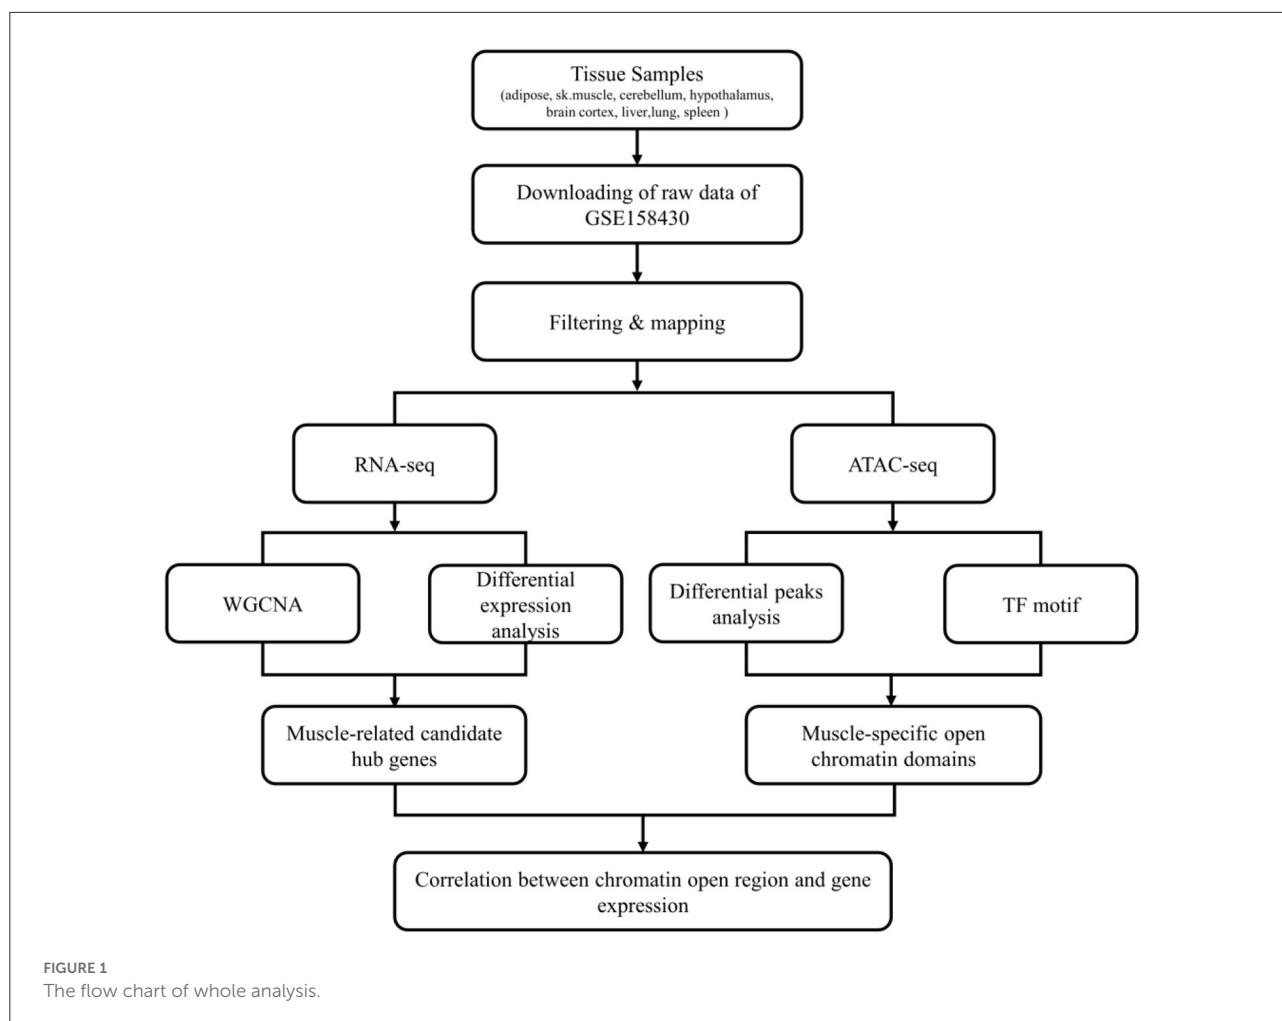 Tissue Samples
(adipose, sk.muscle, cerebellum, hypothalamus,
brain cortex, liver,lung, spleen )
Downloading of raw data of
GSE158430
Filtering & mapping
RNA-seq
ATAC-seq
WGCNA
Differential
expression
analysis
Differential peaks
analysis
TF motif
Muscle-related candidate
hub genes
Muscle-specific open
chromatin domains
Correlation between chromatin open region and gene
expression
FIGURE 1
The flow chart of whole analysis.